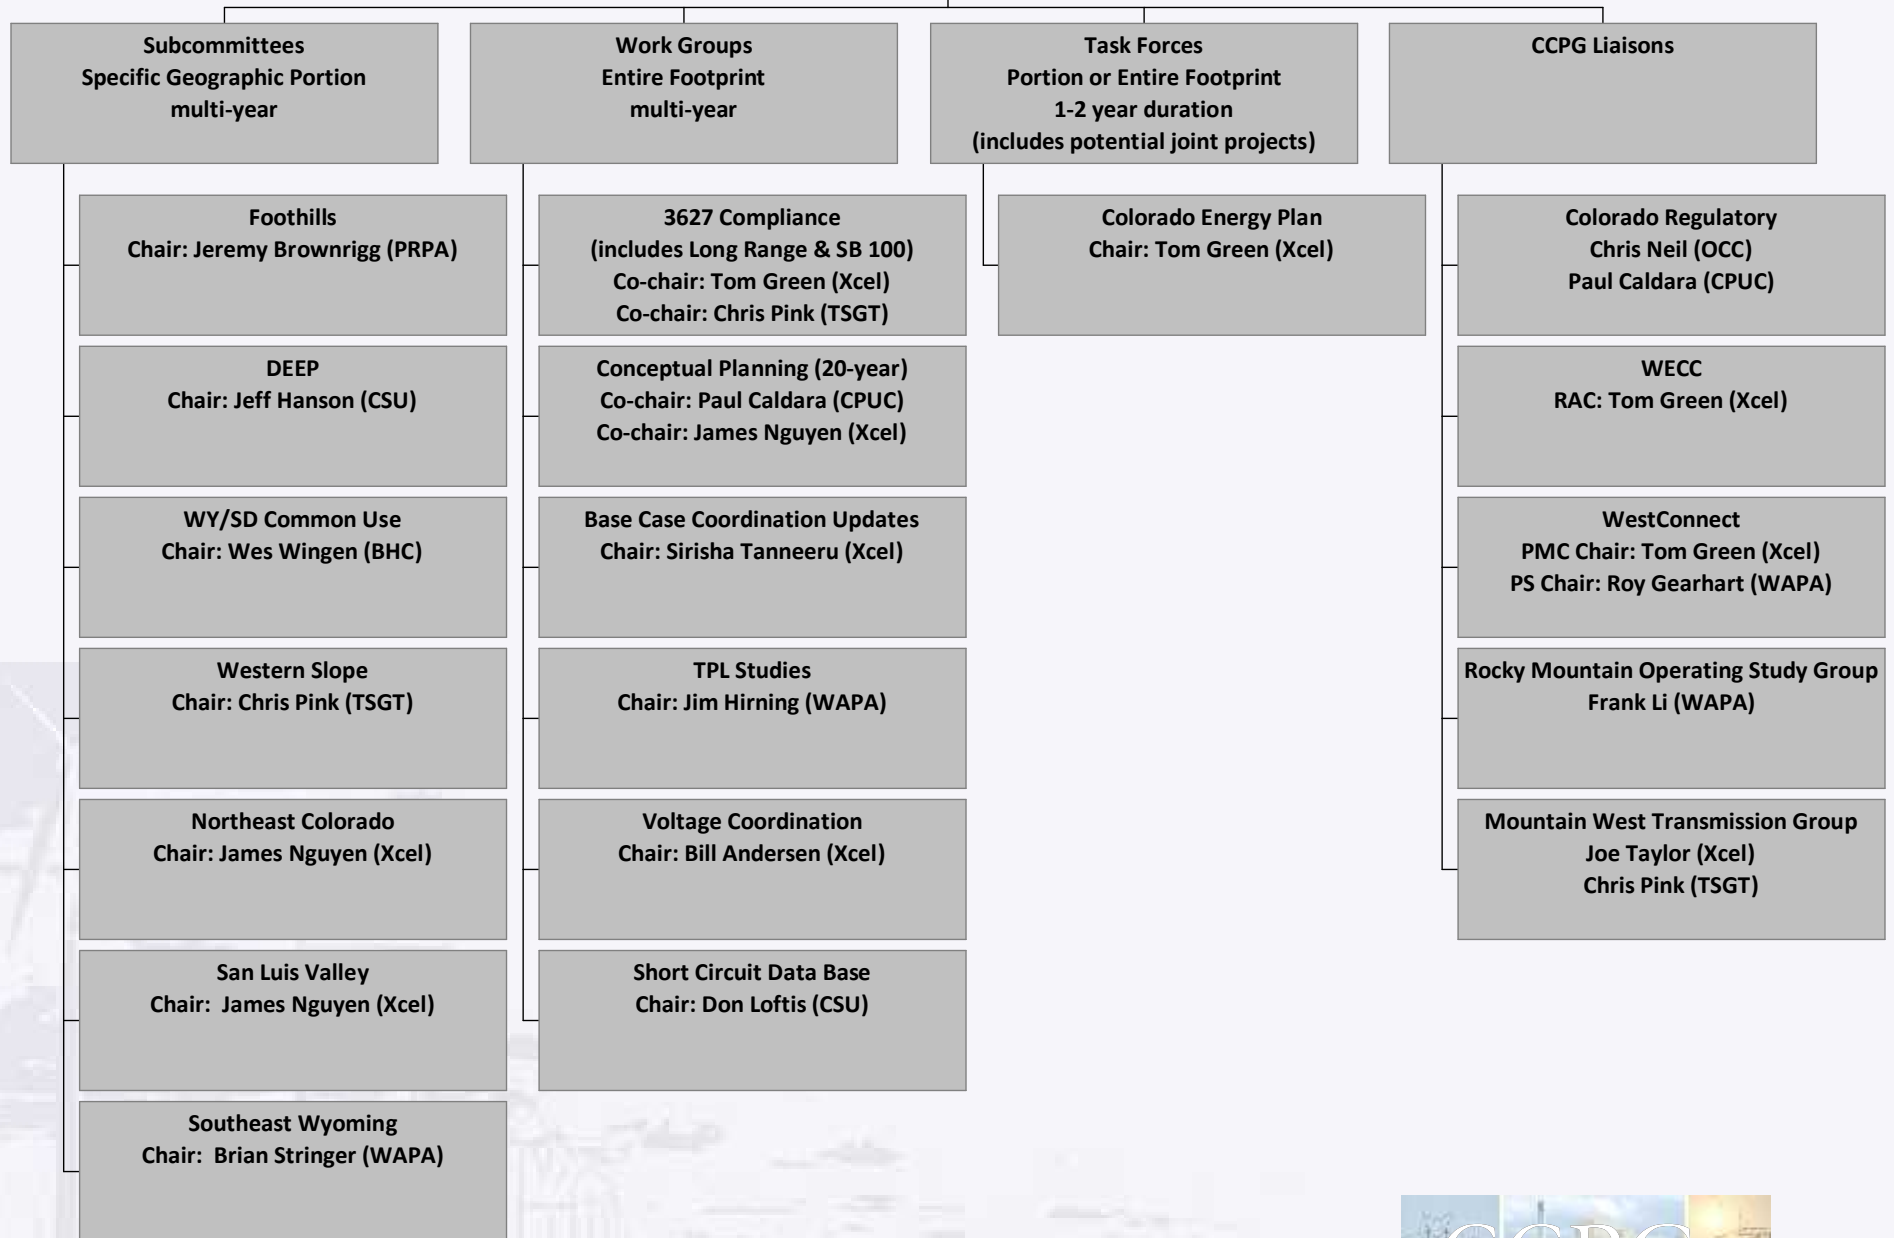 Subcommittees
Specific Geographic Portion
multi-year
Work Groups
Entire Footprint
multi-year
Task Forces
Portion or Entire Footprint
1-2 year duration
(includes potential joint projects)
CCPG Liaisons
Foothills
Chair: Jeremy Brownrigg (PRPA)
DEEP
Chair: Jeff Hanson (CSU)
WY/SD Common Use
Chair: Wes Wingen (BHC)
Western Slope
Chair: Chris Pink (TSGT)
Northeast Colorado
Chair: James Nguyen (Xcel)
San Luis Valley
Chair:  James Nguyen (Xcel)
Southeast Wyoming
Chair:  Brian Stringer (WAPA)
3627 Compliance
(includes Long Range & SB 100)
Co-chair: Tom Green (Xcel)
Co-chair: Chris Pink (TSGT)
Conceptual Planning (20-year)
Co-chair: Paul Caldara (CPUC)
Co-chair: James Nguyen (Xcel)
Base Case Coordination Updates
Chair: Sirisha Tanneeru (Xcel)
TPL Studies
Chair: Jim Hirning (WAPA)
Voltage Coordination
Chair: Bill Andersen (Xcel)
Short Circuit Data Base
Chair: Don Loftis (CSU)
Colorado Energy Plan
Chair: Tom Green (Xcel)
Colorado Regulatory
Chris Neil (OCC)
Paul Caldara (CPUC)
WECC
RAC: Tom Green (Xcel)
WestConnect
PMC Chair: Tom Green (Xcel)
PS Chair: Roy Gearhart (WAPA)
Rocky Mountain Operating Study Group
Frank Li (WAPA)
Mountain West Transmission Group
Joe Taylor (Xcel)
Chris Pink (TSGT)